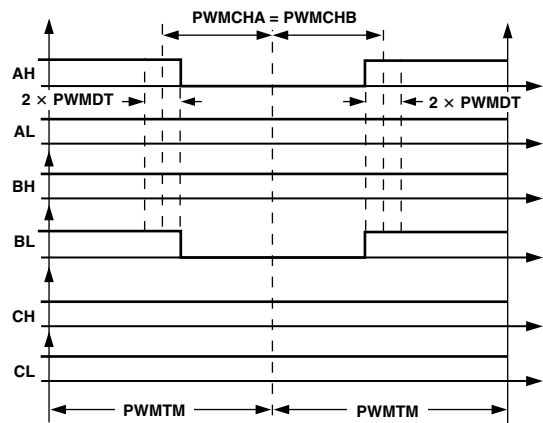 PWMCHA = PWMCHB
AH
2 × PWMDT
2 × PWMDT
AL
BH
BL
CH
CL
PWMTM
PWMTM